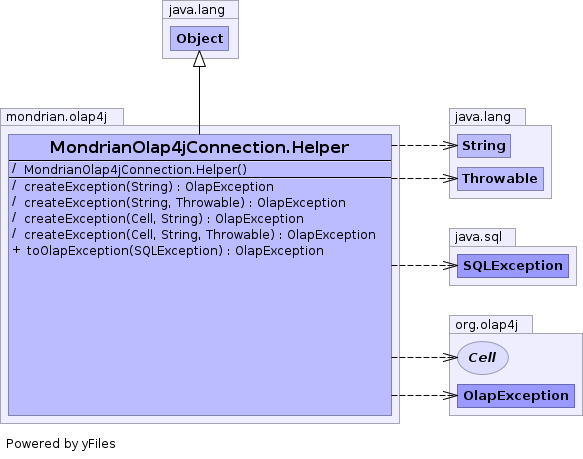 java.lang
Object
mondrian.olap4j
MondrianOlap4jConnection.Helper
/ MondrianOlap4jConnection.Helper()
/ createException(String) : OlapException
/ createException(String, Throwable) : OlapException
/ createException(Cell, String) : OlapException
/ createException(Cell, String, Throwable) : OlapException
+ toOlapException(SQLException) : OlapException
java.lang
String
Throwable
java.sql
SQLException
org.olap4j
Cell
OlapException
Powered by yFiles